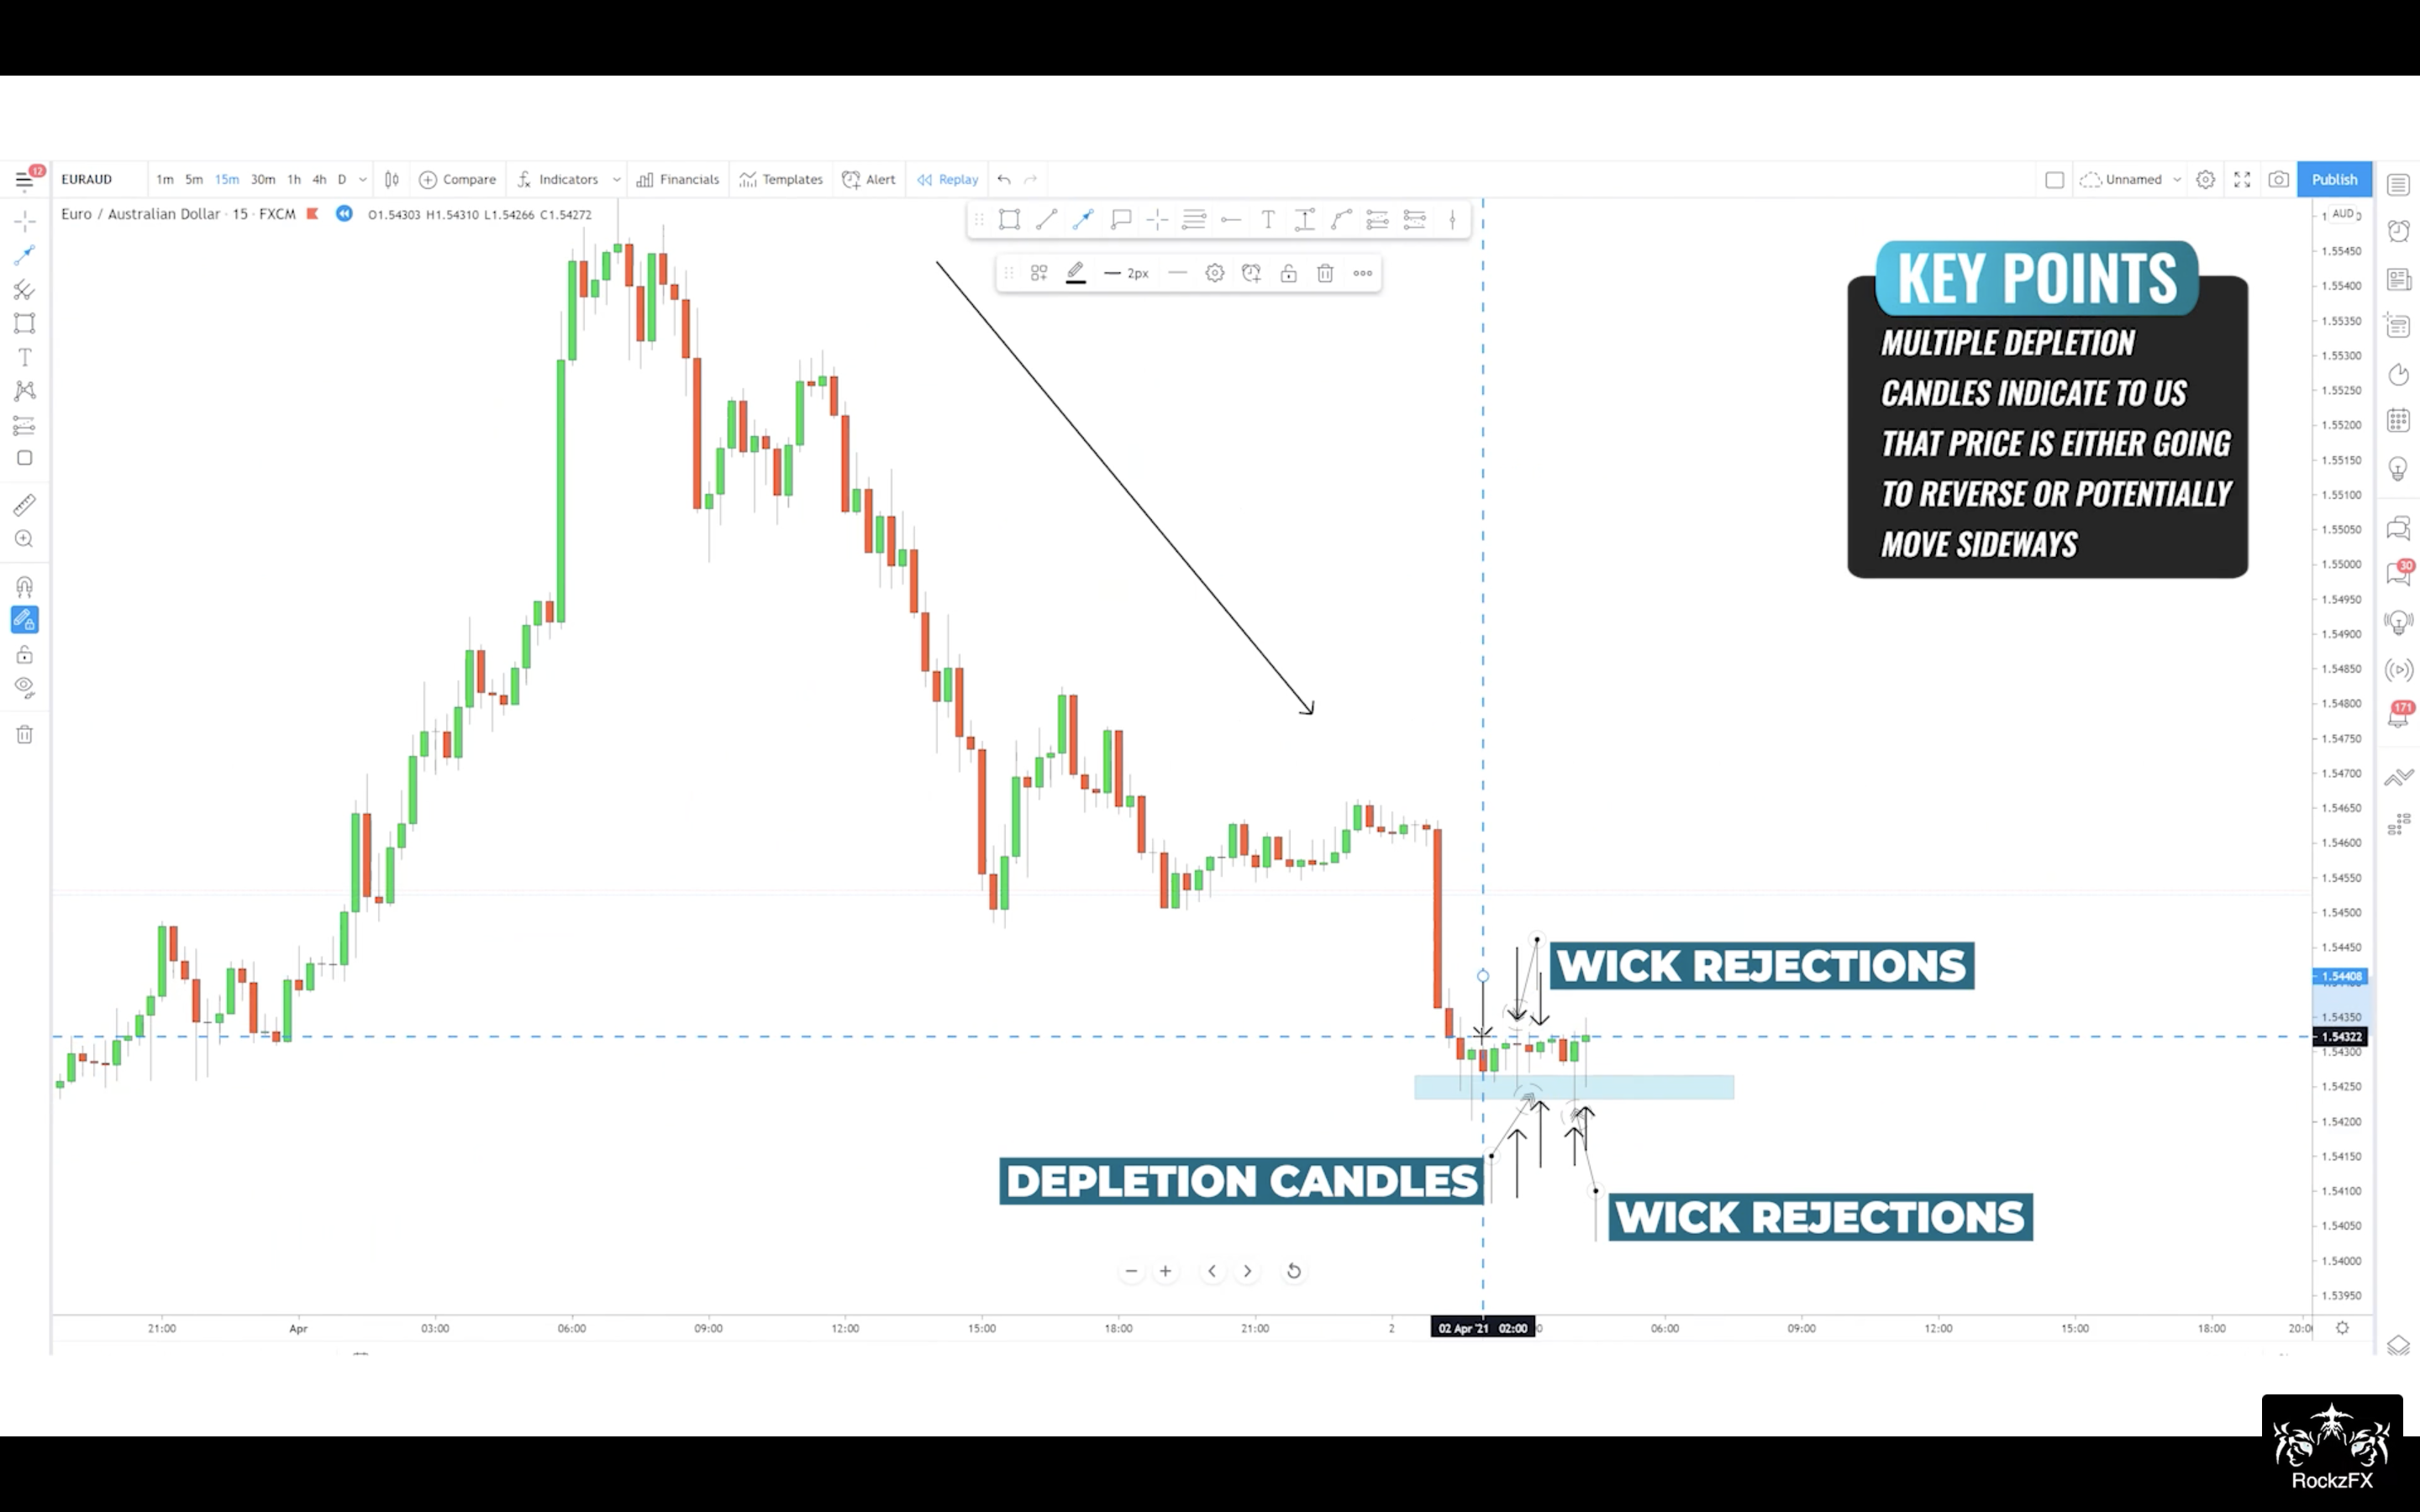 12
EURAUD 1m 5m 15m 30m 1h 4h D Compare Indicators Financials Templates Alert Replay Unnamed Publish
Euro / Australian Dollar · 15 · FXCM O1.54303 H1.54310 L1.54266 C1.54272
AUD
2px
KEY POINTS
MULTIPLE DEPLETION
CANDLES INDICATE TO US
THAT PRICE IS EITHER GOING
TO REVERSE OR POTENTIALLY
MOVE SIDEWAYS
1.55450
1.55400
1.55350
1.55300
1.55250
1.55200
1.55150
1.55100
1.55050
1.55000
1.54950
1.54900
1.54850
1.54800
1.54750
1.54700
1.54650
1.54600
1.54550
1.54500
1.54450
1.54408
1.54350
1.54322
1.54300
1.54250
1.54200
1.54150
1.54100
1.54050
1.54000
1.53950
30
171
WICK REJECTIONS
DEPLETION CANDLES
WICK REJECTIONS
21:00 Apr 03:00 06:00 09:00 12:00 15:00 18:00 21:00 2 02 Apr '21 02:00 06:00 09:00 12:00 15:00 18:00
RockzFX